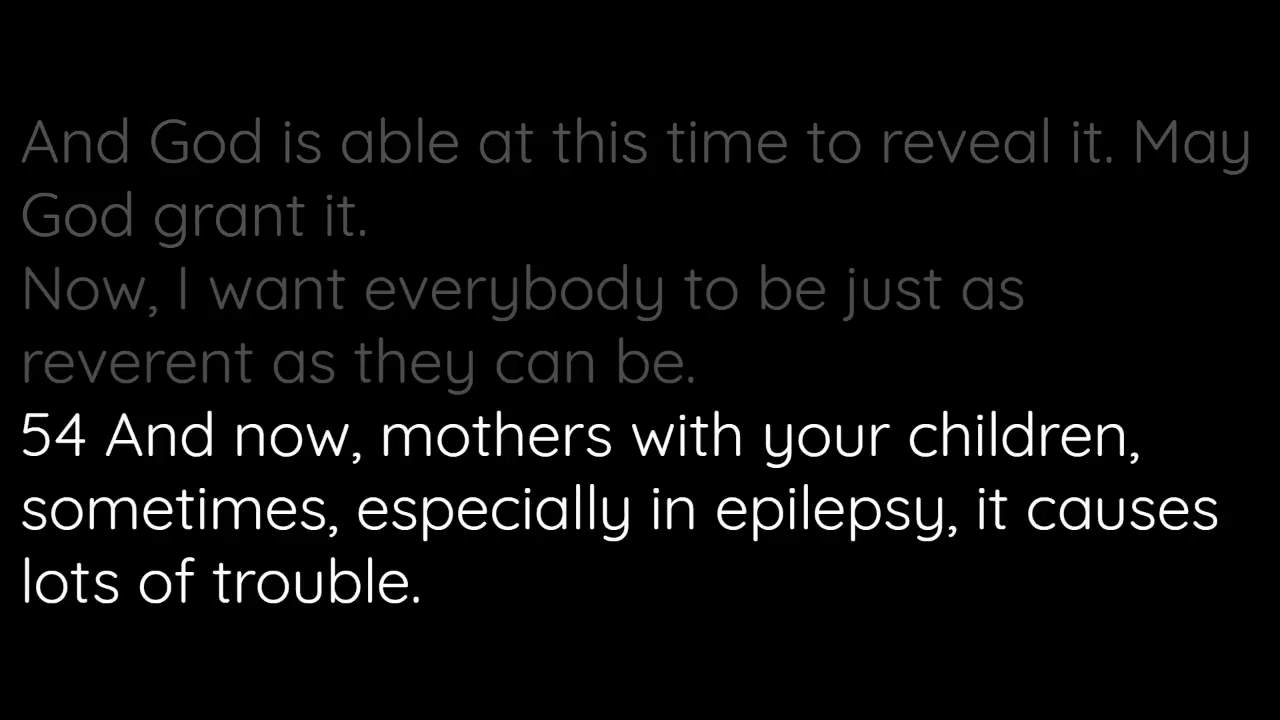 And God is able at this time to reveal it. May
God grant it.
Now, I want everybody to be just as
reverent as they can be.
54 And now, mothers with your children,
sometimes, especially in epilepsy, it causes
lots of trouble.